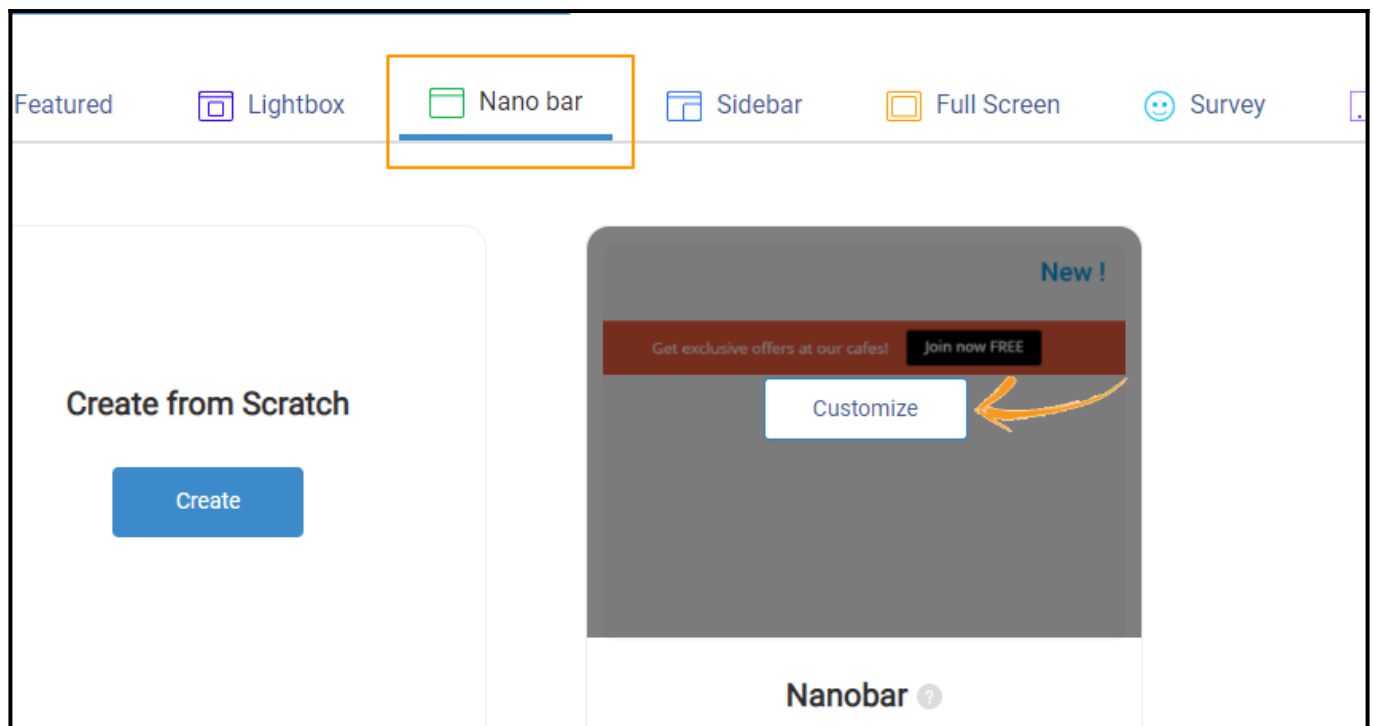 Featured Lightbox Nano bar Sidebar Full Screen Survey
New !
Get exclusive offers at our cafes! Join now FREE
Customize
Create from Scratch
Create
Nanobar ?